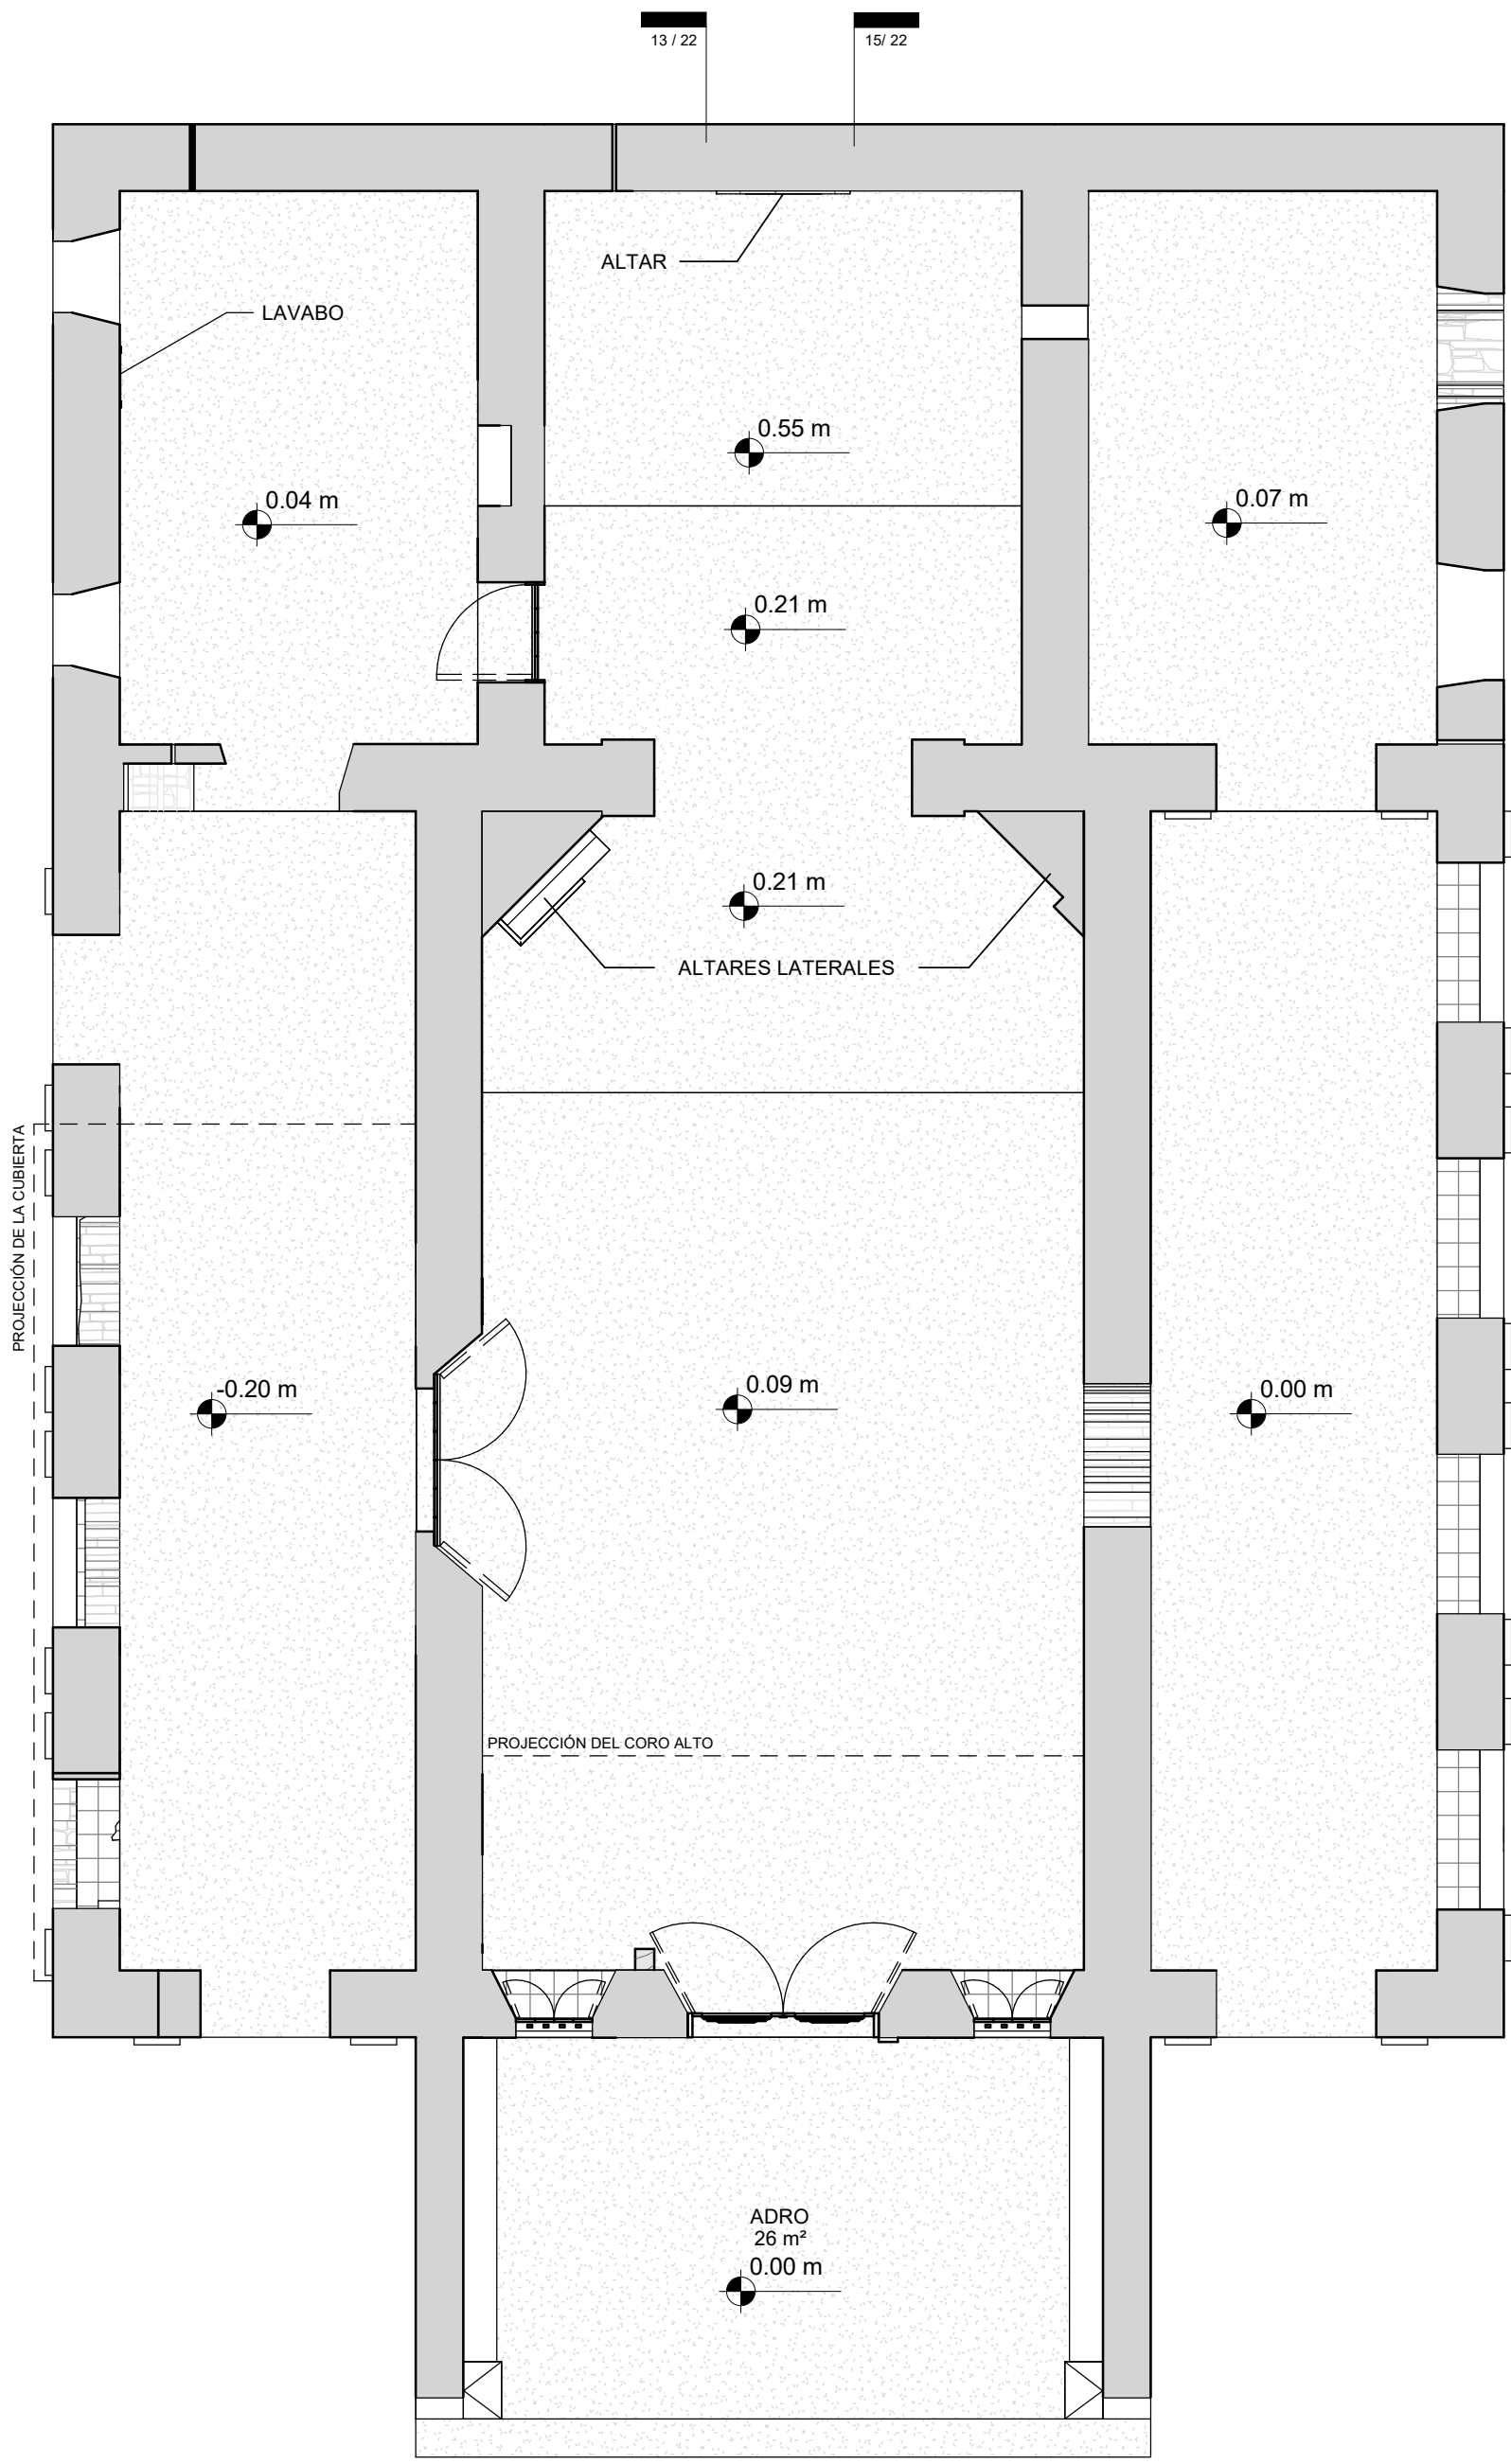 13 / 22
15/ 22
ALTAR
LAVABO
0.55 m
0.04 m
0.07 m
0.21 m
0.21 m
ALTARES LATERALES
PROJECCIÓN DE LA CUBIERTA
-0.20 m
0.09 m
0.00 m
PROJECCIÓN DEL CORO ALTO
ADRO
26 m²
0.00 m